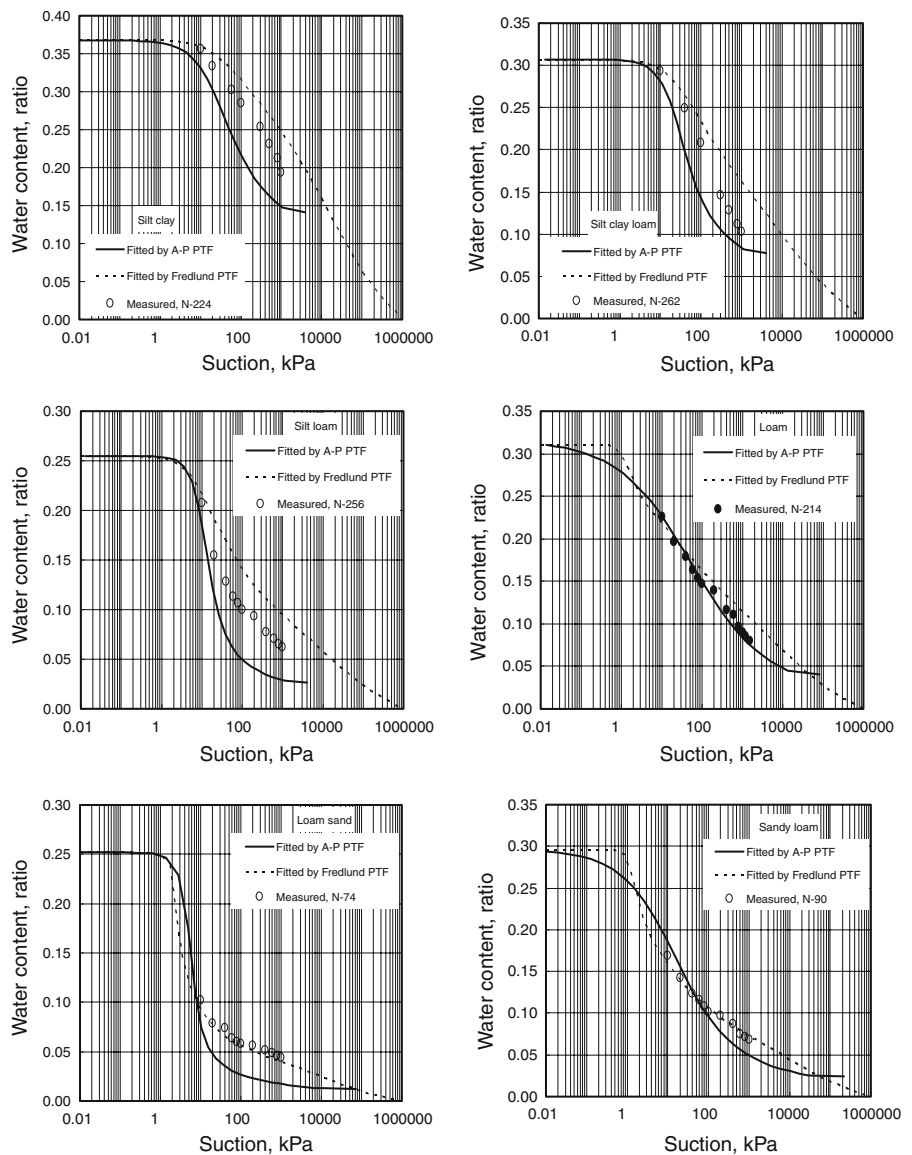 0.40
0.35
0.30
0.25
0.20
0.15
0.10
0.05
0.00
Water content, ratio
Silt clay
Fitted by A-P PTF
Fitted by Fredlund PTF
Measured, N-224
0.01 1 100 10000 1000000
Suction, kPa
0.35
0.30
0.25
0.20
0.15
0.10
0.05
0.00
Water content, ratio
Silt clay loam
Fitted by A-P PTF
Fitted by Fredlund PTF
Measured, N-262
0.01 1 100 10000 1000000
Suction, kPa
0.30
0.25
0.20
0.15
0.10
0.05
0.00
Water content, ratio
Silt loam
Fitted by A-P PTF
Fitted by Fredlund PTF
Measured, N-256
0.01 1 100 10000 1000000
Suction, kPa
0.35
0.30
0.25
0.20
0.15
0.10
0.05
0.00
Water content, ratio
Loam
Fitted by A-P PTF
Fitted by Fredlund PTF
Measured, N-214
0.01 1 100 10000 1000000
Suction, kPa
0.30
0.25
0.20
0.15
0.10
0.05
0.00
Water content, ratio
Loam sand
Fitted by A-P PTF
Fitted by Fredlund PTF
Measured, N-74
0.01 1 100 10000 1000000
Suction, kPa
0.35
0.30
0.25
0.20
0.15
0.10
0.05
0.00
Water content, ratio
Sandy loam
Fitted by A-P PTF
Fitted by Fredlund PTF
Measured, N-90
0.01 1 100 10000 1000000
Suction, kPa